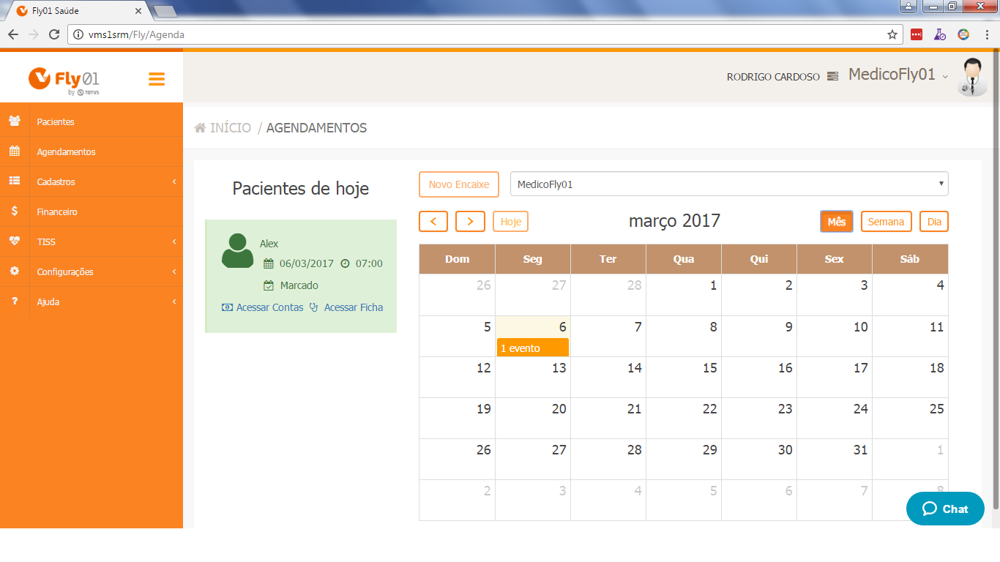 Fly01 Saúde
vms1srm/Fly/Agenda
Fly01
by TOTVS
RODRIGO CARDOSO MedicoFly01
Pacientes
Agendamentos
Cadastros
Financeiro
TISS
Configurações
? Ajuda
INÍCIO / AGENDAMENTOS
Pacientes de hoje
Alex
06/03/2017 07:00
Marcado
Acessar Contas Acessar Ficha
Novo Encaixe MedicoFly01
< > Hoje março 2017 Mês Semana Dia
Dom Seg Ter Qua Qui Sex Sáb
26 27 28 1 2 3 4
5 6 7 8 9 10 11
1 evento
12 13 14 15 16 17 18
19 20 21 22 23 24 25
26 27 28 29 30 31 1
2 3 4 5 6 7 8
Chat